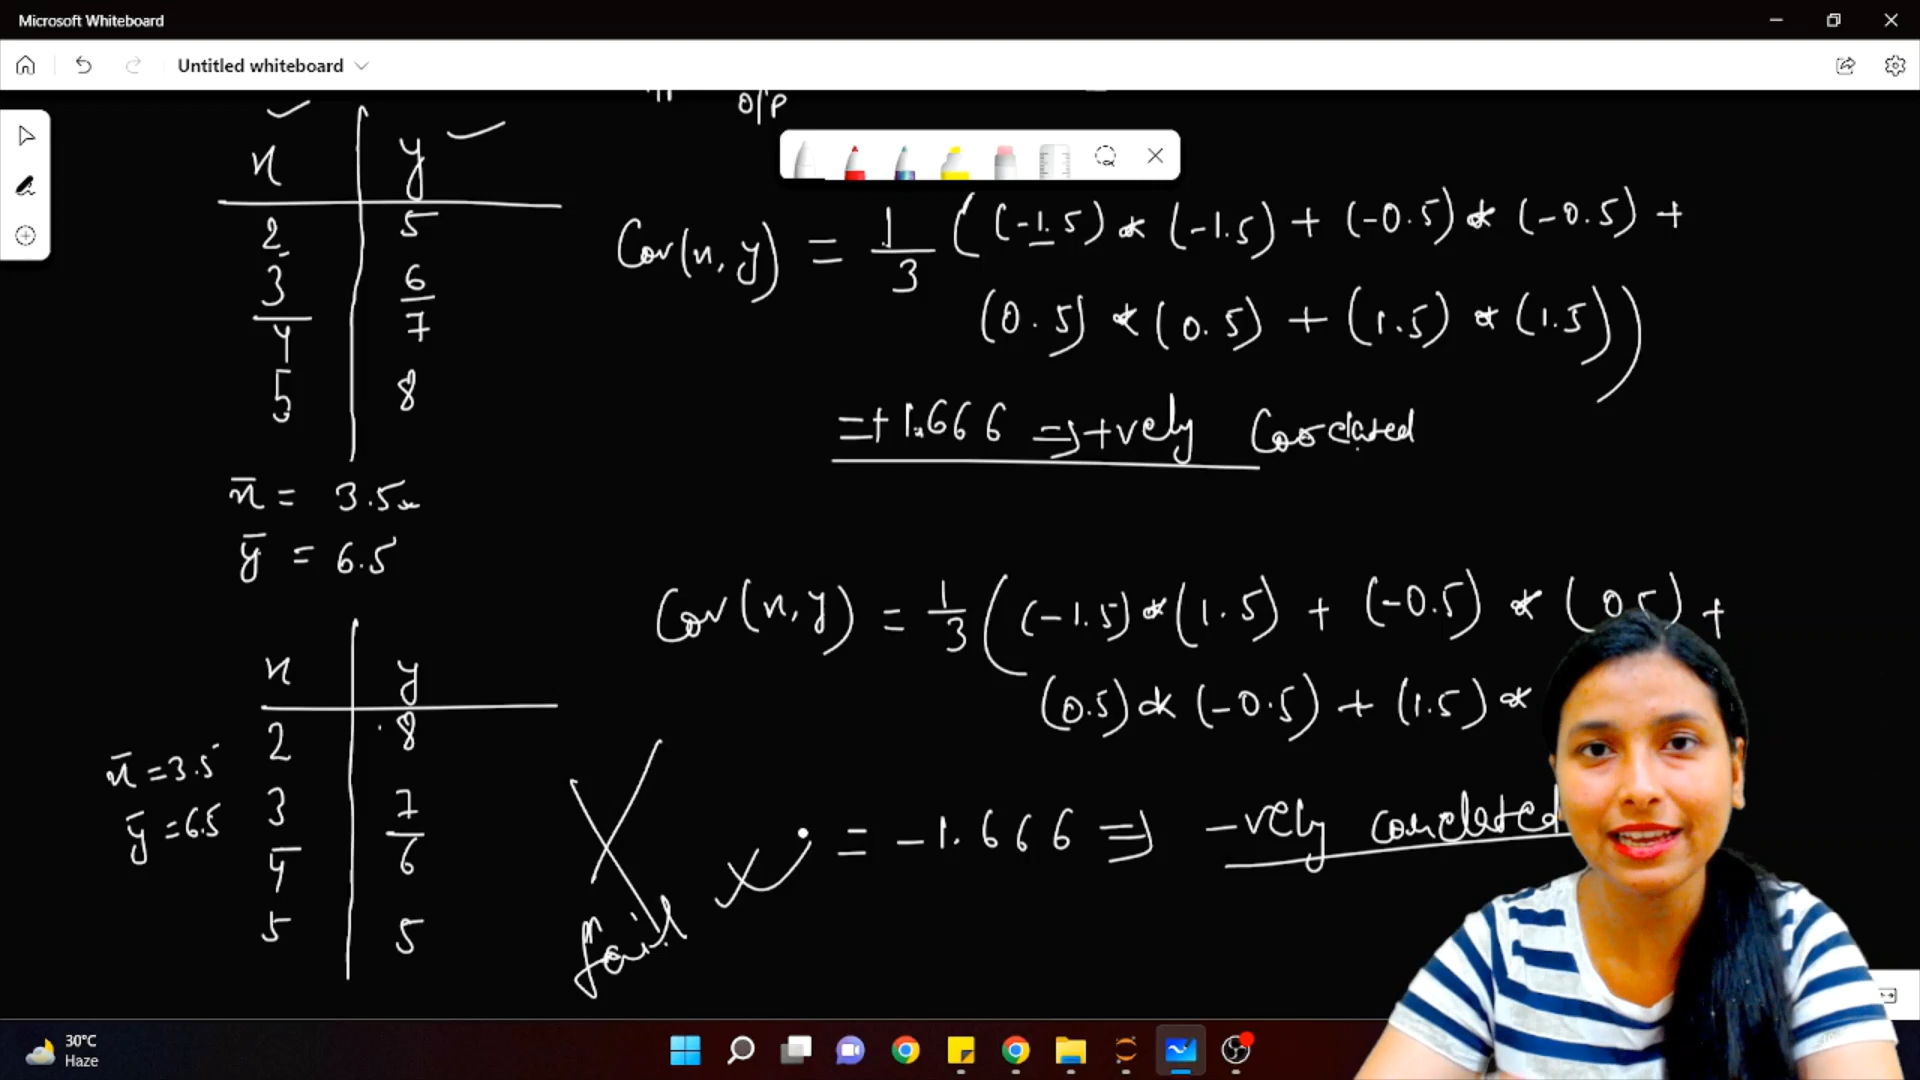 Microsoft Whiteboard
Untitled whiteboard
o/p
x y
2 5
3 6
4 7
5 8
x̄ = 3.5
ȳ = 6.5
Cov(x, y) = 1/3 ((-1.5) * (-1.5) + (-0.5) * (-0.5) +
(0.5) * (0.5) + (1.5) * (1.5))
= +1.666 => +vely Correlated
x y
2 8
3 7
4 6
5 5
x̄ = 3.5
ȳ = 6.5
Cov(x, y) = 1/3 ((-1.5) * (1.5) + (-0.5) * (0.5) +
(0.5) * (-0.5) + (1.5) *
= -1.666 => -vely correlated
fail
30°C
Haze